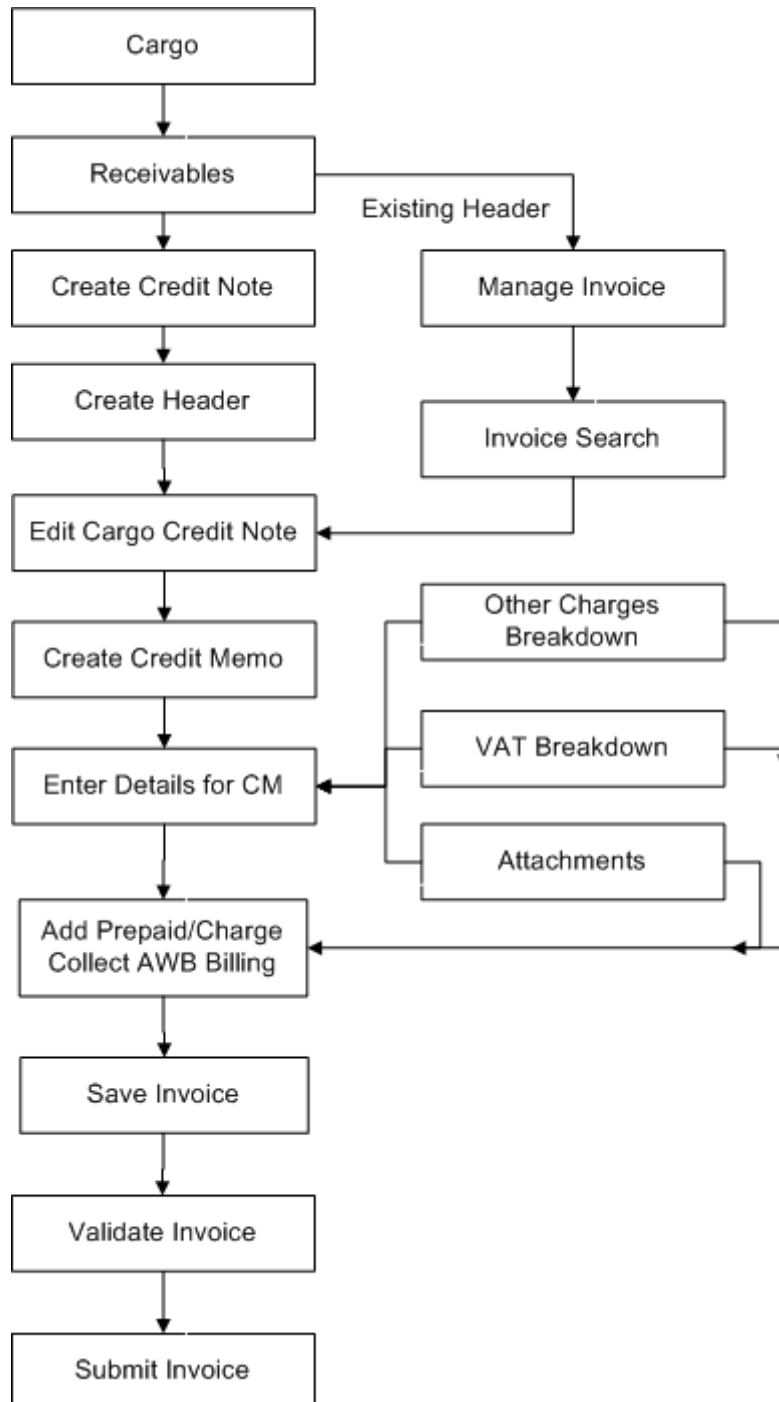 Cargo
Receivables
Existing Header
Create Credit Note
Manage Invoice
Create Header
Invoice Search
Edit Cargo Credit Note
Other Charges
Breakdown
Create Credit Memo
VAT Breakdown
Enter Details for CM
Attachments
Add Prepaid/Charge
Collect AWB Billing
Save Invoice
Validate Invoice
Submit Invoice